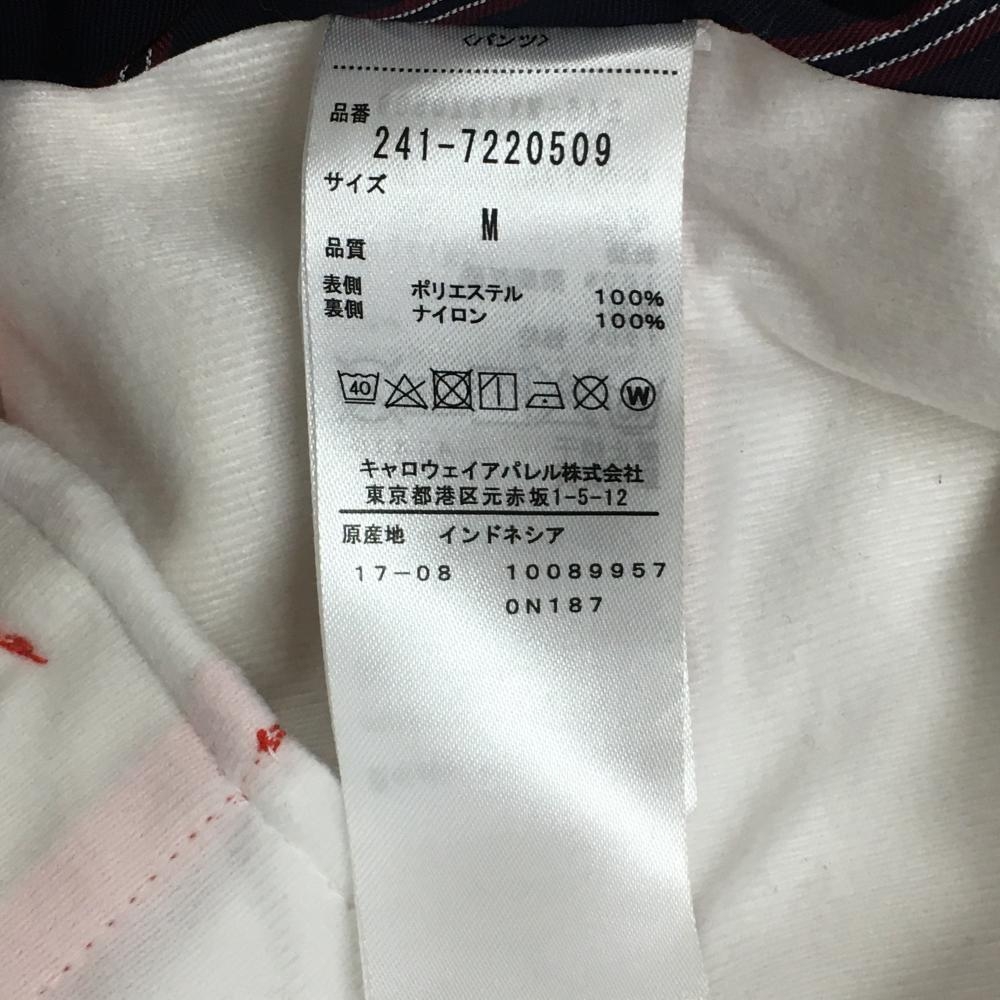 〈パンツ〉
品番
241-7220509
サイズ
M
品質
表側 ポリエステル 100%
裏側 ナイロン 100%
40 W
キャロウェイアパレル株式会社
東京都港区元赤坂1-5-12
原産地 インドネシア
17-08 10089957
0N187